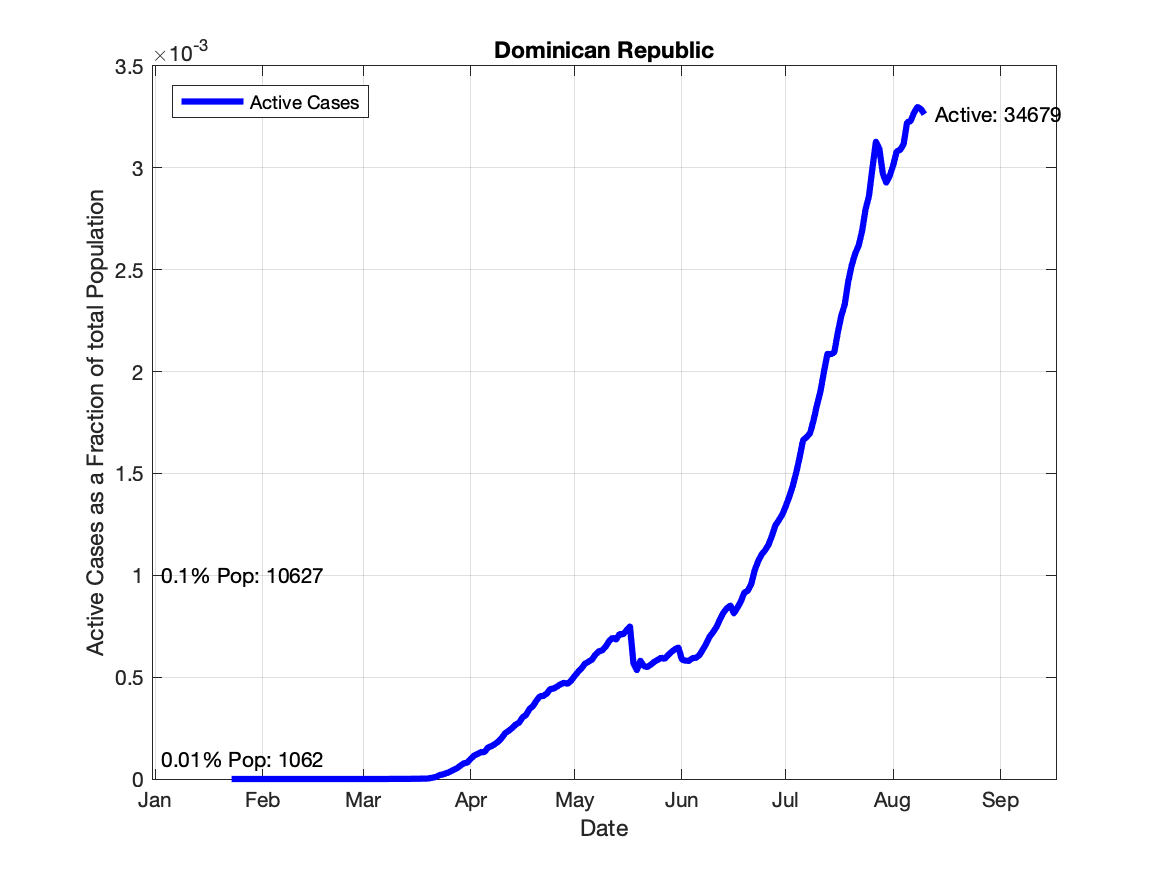 Dominican Republic
×10-3
3.5
3
2.5
2
1.5
1
0.5
0
Active Cases
Active: 34679
0.1% Pop: 10627
0.01% Pop: 1062
Active Cases as a Fraction of total Population
Jan Feb Mar Apr May Jun Jul Aug Sep
Date